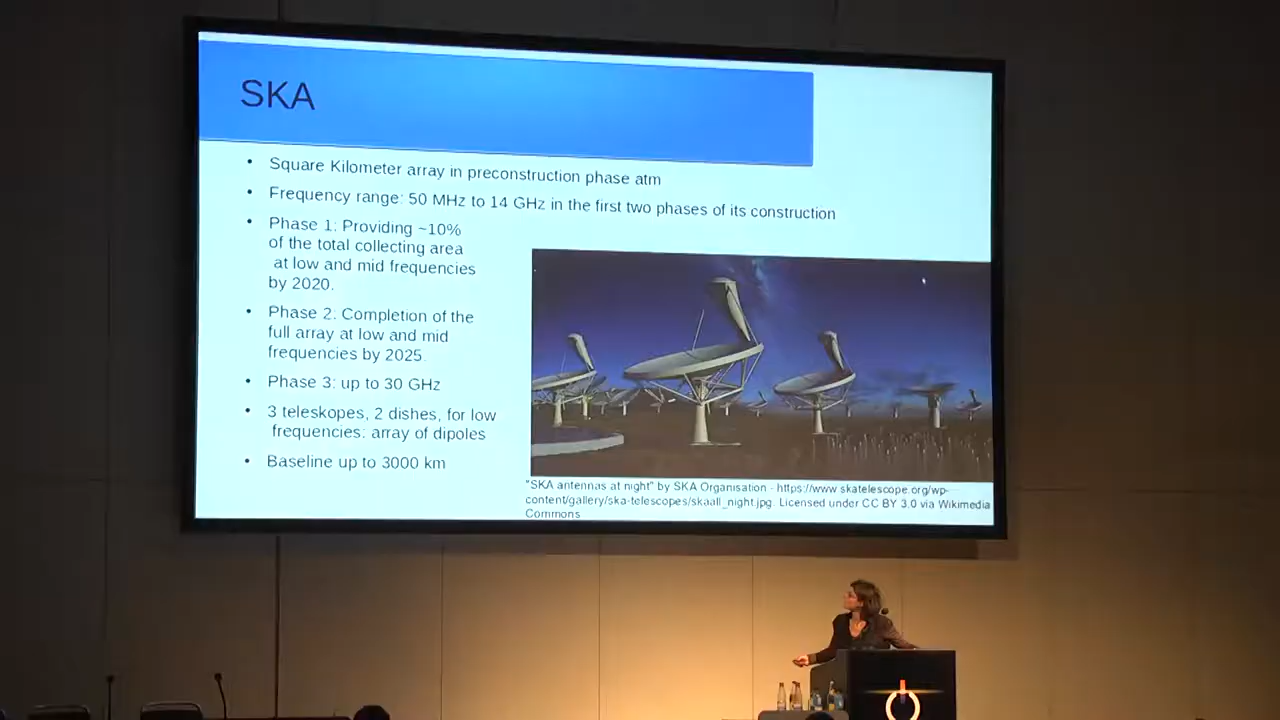 SKA
• Square Kilometer array in preconstruction phase atm
• Frequency range: 50 MHz to 14 GHz in the first two phases of its construction
• Phase 1: Providing ~10%
of the total collecting area
at low and mid frequencies
by 2020.
• Phase 2: Completion of the
full array at low and mid
frequencies by 2025.
• Phase 3: up to 30 GHz
• 3 teleskopes, 2 dishes, for low
frequencies: array of dipoles
• Baseline up to 3000 km
"SKA antennas at night" by SKA Organisation - https://www.skatelescope.org/wp-
content/gallery/ska-telescopes/skaall_night.jpg. Licensed under CC BY 3.0 via Wikimedia
Commons